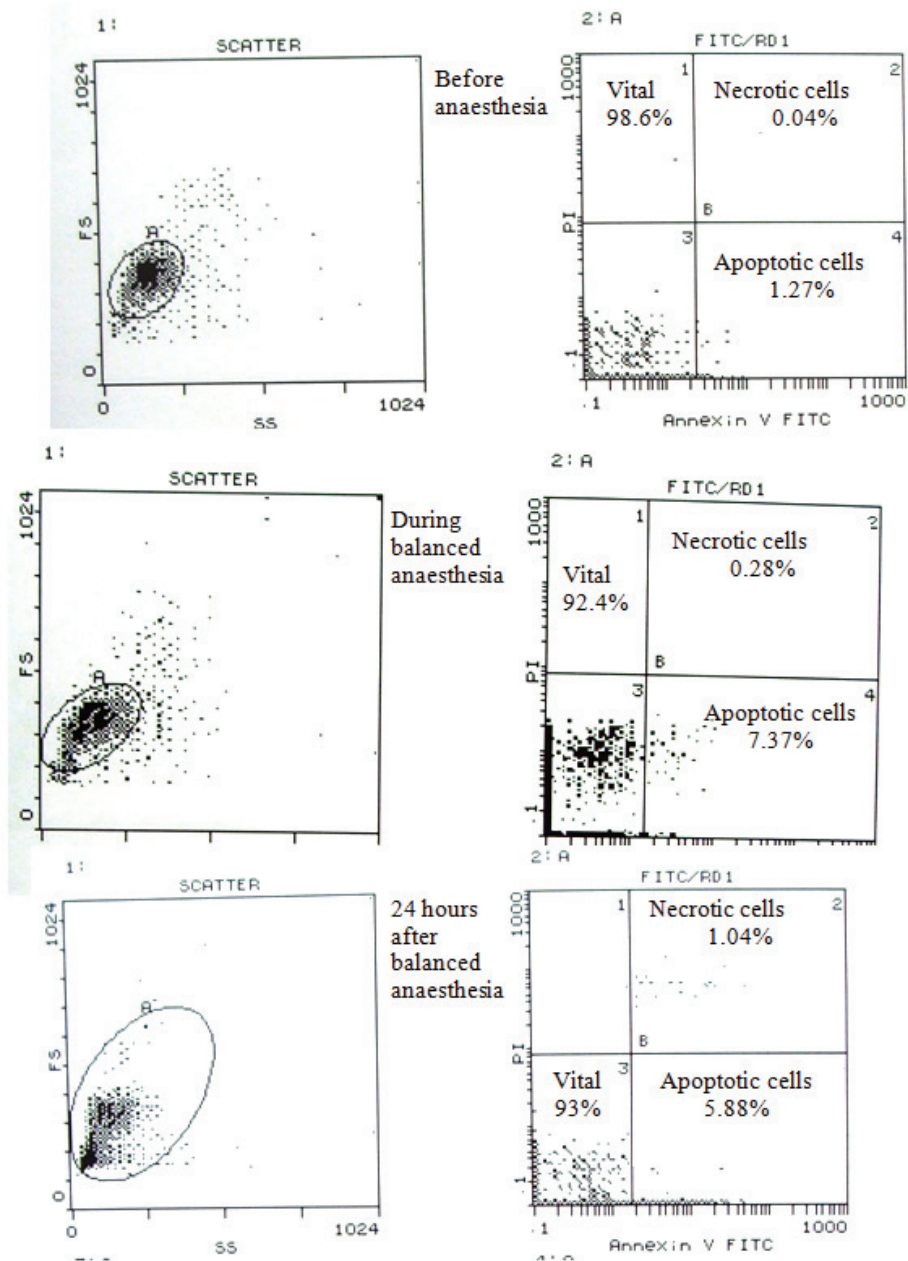 1:
SCATTER
1024
FS
0
A
0
1024
SS
Before
anaesthesia
2: A
FITC/RD1
1000
PI
1
1
2
Vital
98.6%
Necrotic cells
0.04%
B
3
4
Apoptotic cells
1.27%
.1
1000
Annexin V FITC
1:
SCATTER
1024
FS
0
A
During
balanced
anaesthesia
2: A
FITC/RD1
1000
PI
1
1
2
Necrotic cells
0.28%
Vital
92.4%
B
3
4
Apoptotic cells
7.37%
1:
SCATTER
1024
FS
0
A
0
1024
SS
24 hours
after
balanced
anaesthesia
2: A
FITC/RD1
1000
PI
1
1
2
Necrotic cells
1.04%
B
3
4
Vital
93%
Apoptotic cells
5.88%
.1
1000
Annexin V FITC